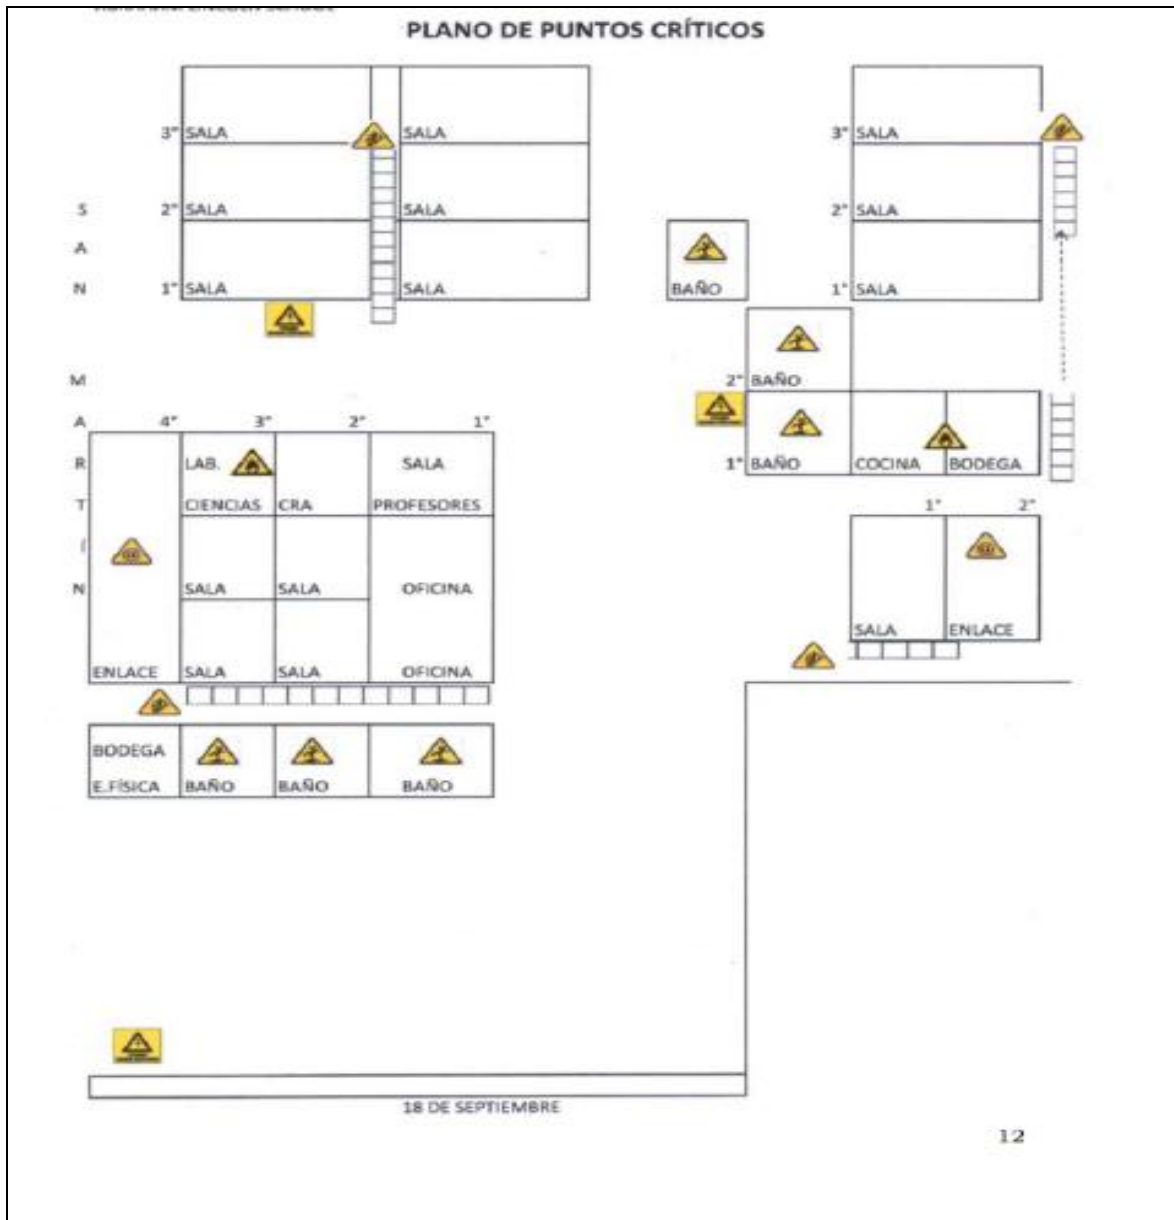 PLANO DE PUNTOS CRÍTICOS
3° SALA SALA 3° SALA
S 2° SALA SALA 2° SALA
A
N 1° SALA SALA BAÑO 1° SALA
M 2° BAÑO
A 4° 3° 2° 1°
R LAB. SALA 1° BAÑO COCINA BODEGA
T CIENCIAS CRA PROFESORES 1° 2°
Í
N SALA SALA OFICINA
SALA ENLACE
ENLACE SALA SALA OFICINA
BODEGA
E.FÍSICA BAÑO BAÑO BAÑO
18 DE SEPTIEMBRE
12